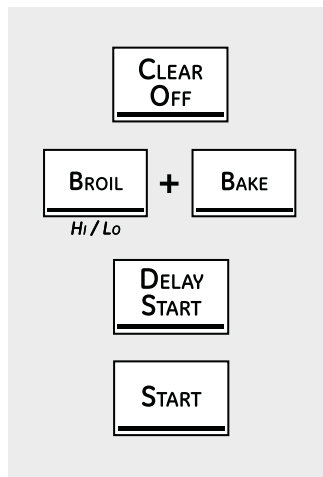 CLEAR
OFF
BROIL + BAKE
HI / LO
DELAY
START
START